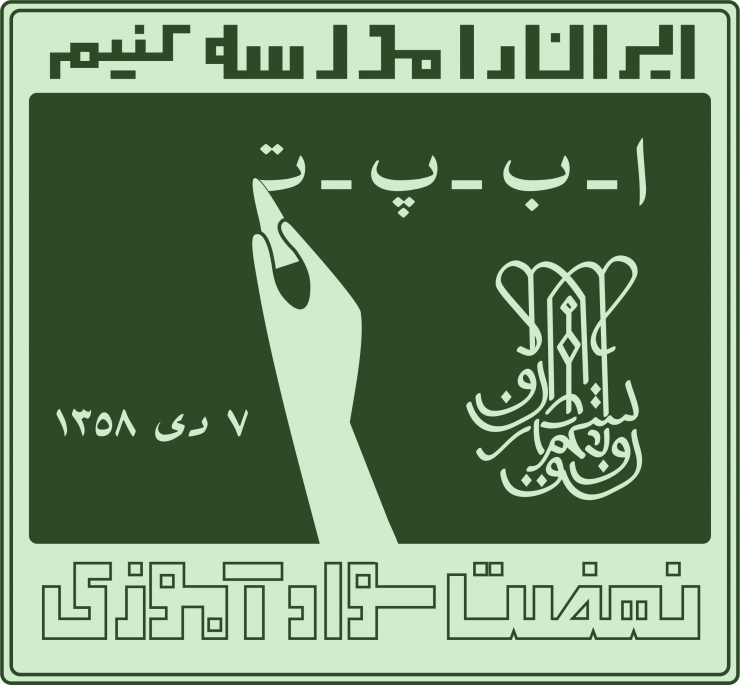 ایران را مدرسه کنیم
ا - ب - پ - ت
۷ دی ۱۳۵۸
نهضت سواد آموزی